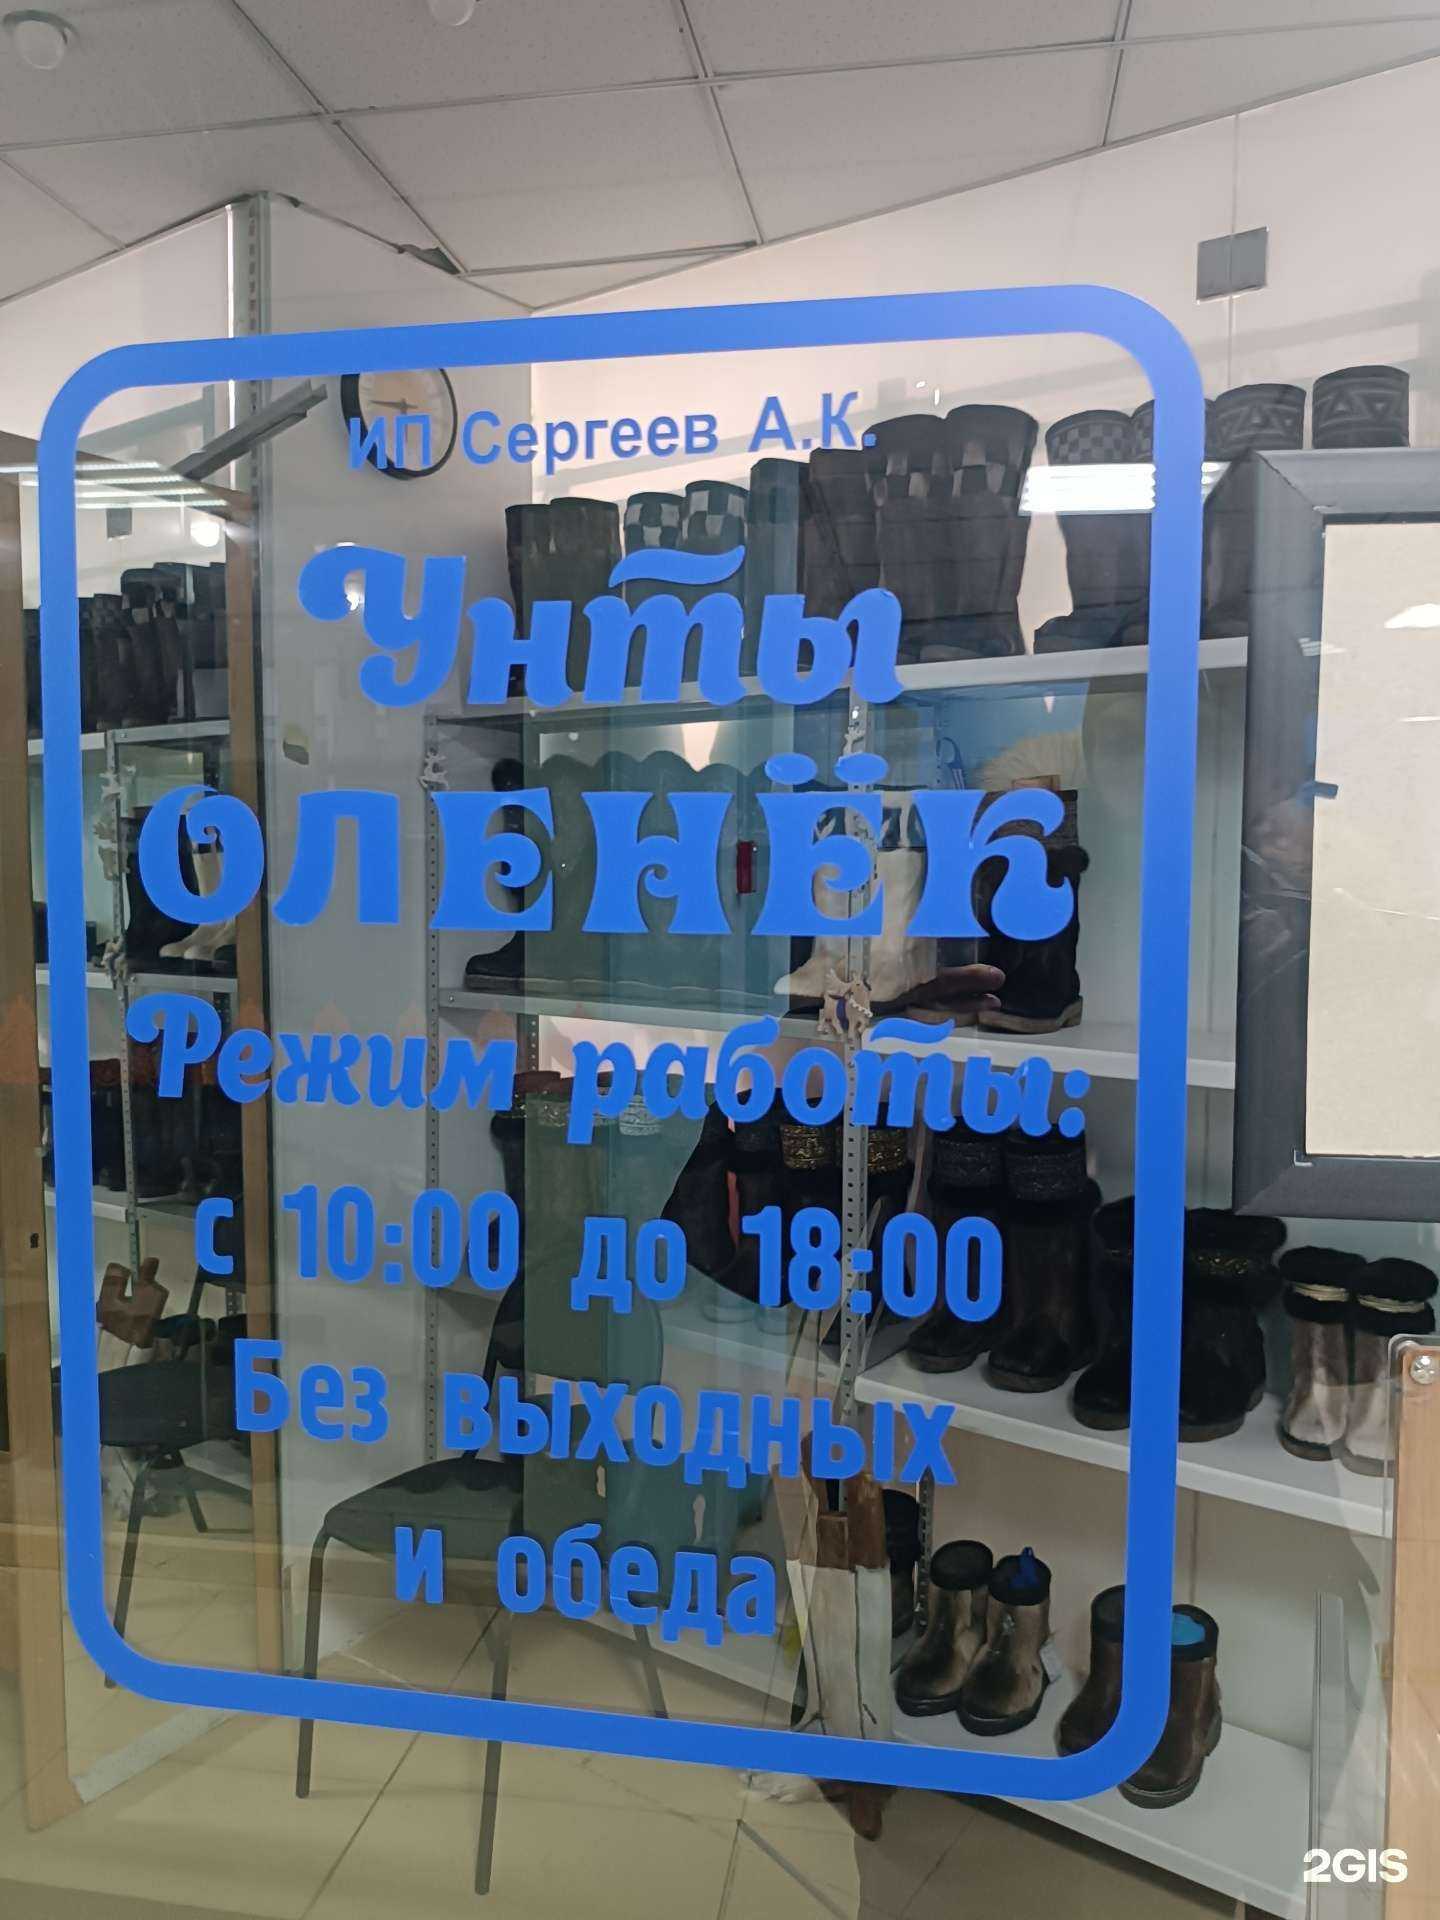 ИП Сергеев А.К.
Унты
ОЛЕНЁК
Режим работы:
с 10:00 до 18:00
Без выходных
и обеда
2GIS